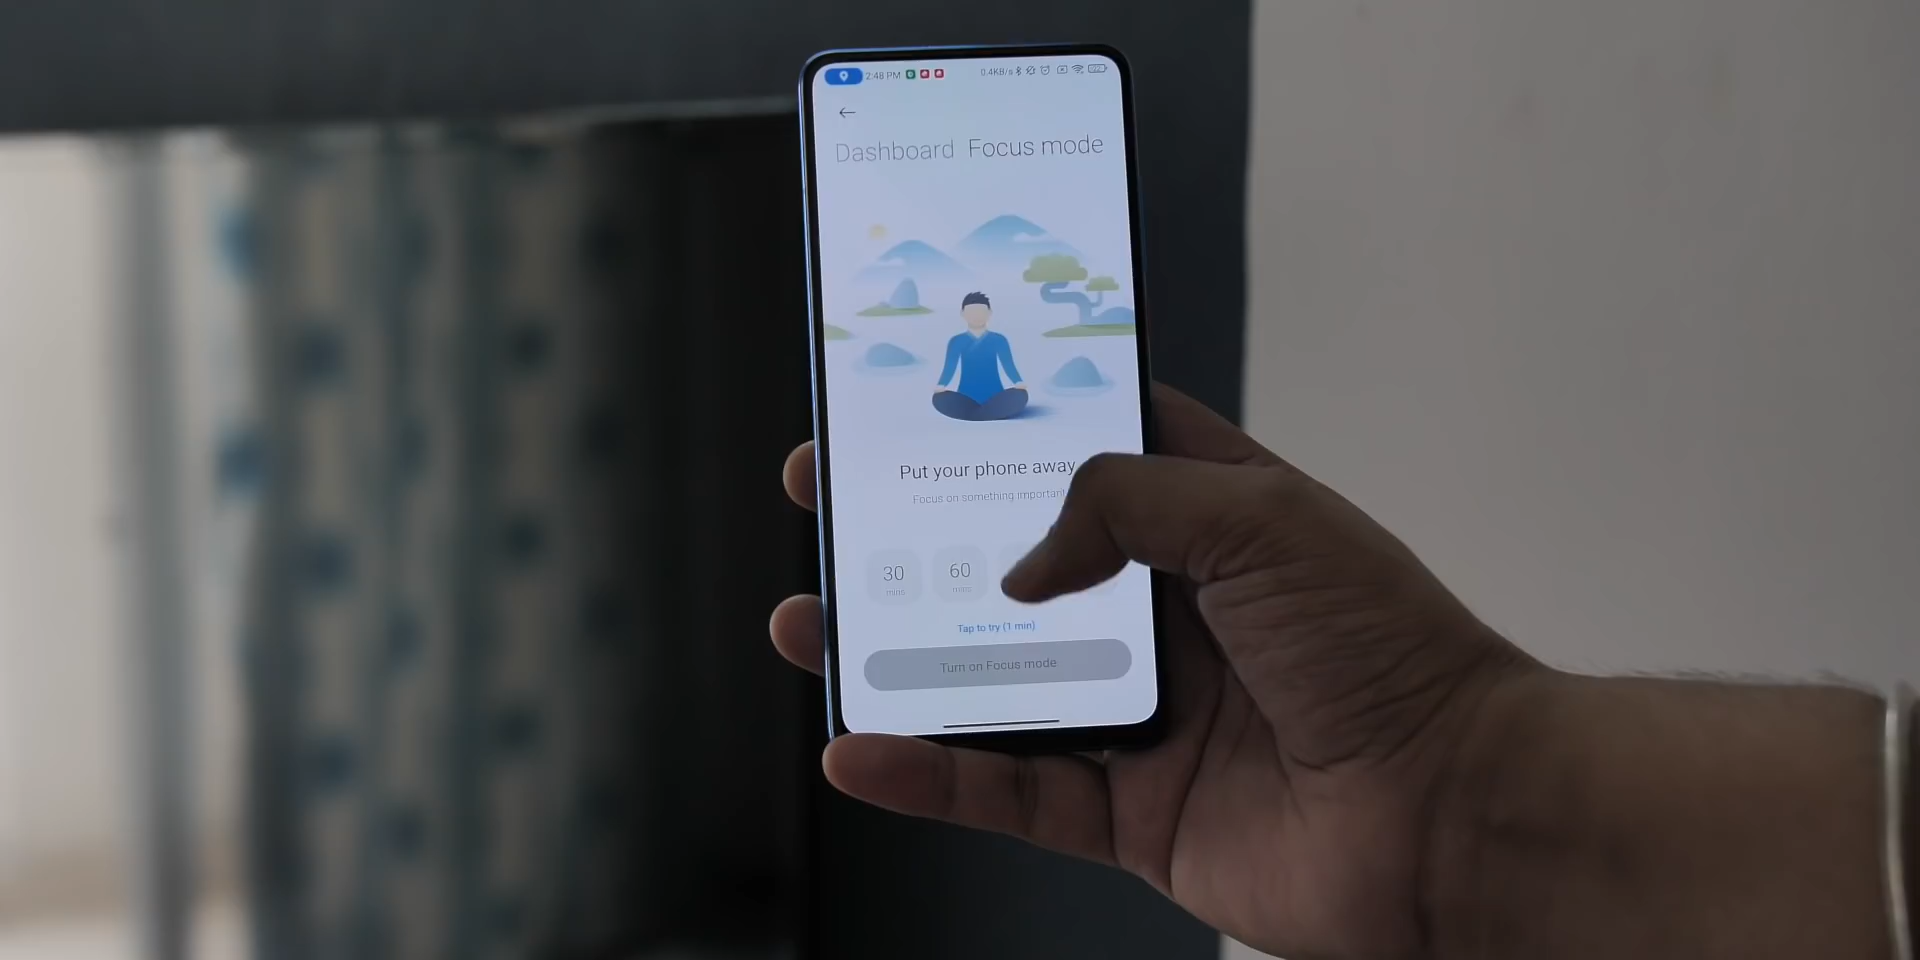 2:48 PM 0.4KB/s
Dashboard Focus mode
Put your phone away
Focus on something important
30 60
mins mins
Tap to try (1 min)
Turn on Focus mode